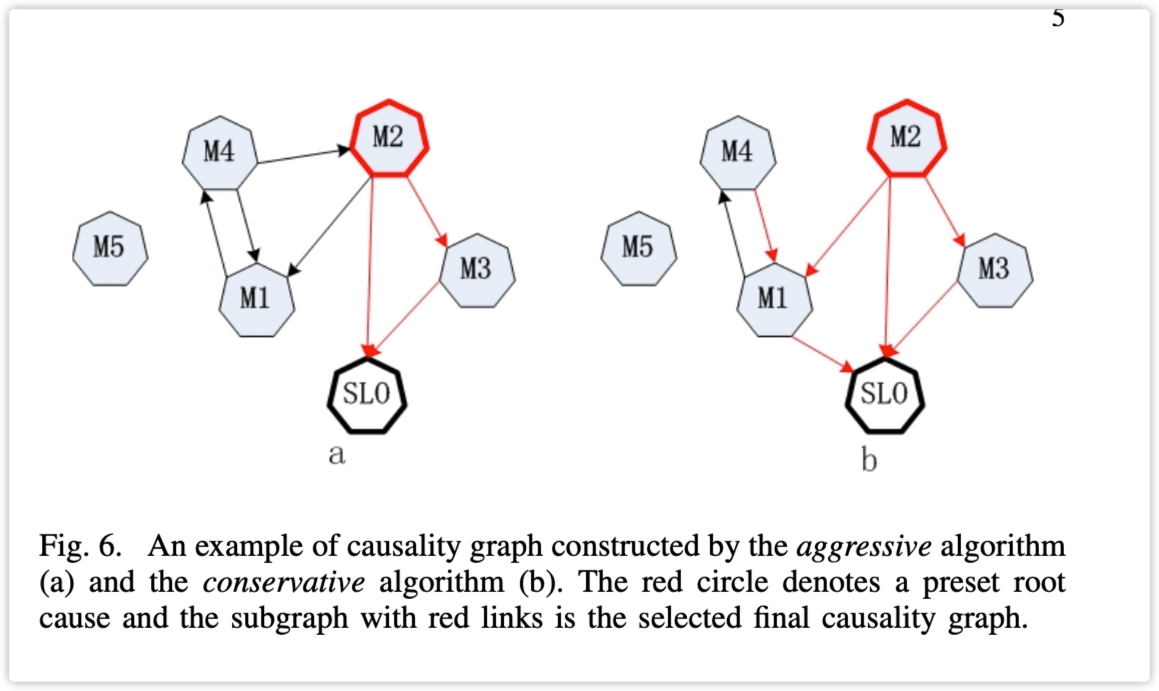 5
M4
M2
M5
M3
M1
SLO
a
M4
M2
M5
M3
M1
SLO
b
Fig. 6. An example of causality graph constructed by the aggressive algorithm
(a) and the conservative algorithm (b). The red circle denotes a preset root
cause and the subgraph with red links is the selected final causality graph.